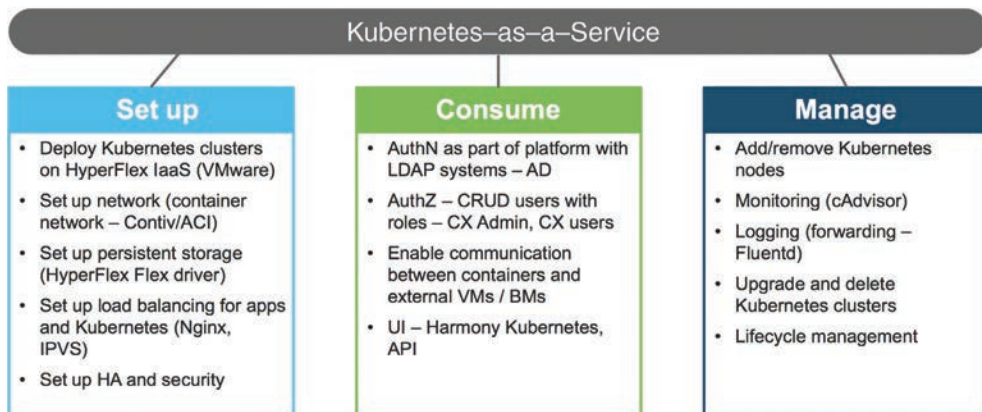 Kubernetes–as–a–Service
Set up
• Deploy Kubernetes clusters
on HyperFlex IaaS (VMware)
• Set up network (container
network – Contiv/ACI)
• Set up persistent storage
(HyperFlex Flex driver)
• Set up load balancing for apps
and Kubernetes (Nginx,
IPVS)
• Set up HA and security
Consume
• AuthN as part of platform with
LDAP systems – AD
• AuthZ – CRUD users with
roles – CX Admin, CX users
• Enable communication
between containers and
external VMs / BMs
• UI – Harmony Kubernetes,
API
Manage
• Add/remove Kubernetes
nodes
• Monitoring (cAdvisor)
• Logging (forwarding –
Fluentd)
• Upgrade and delete
Kubernetes clusters
• Lifecycle management